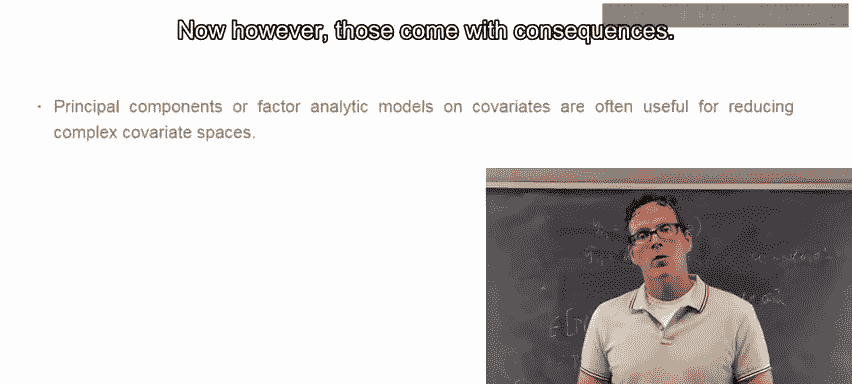 Now however, those come with consequences.
· Principal components or factor analytic models on covariates are often useful for reducing
complex covariate spaces.